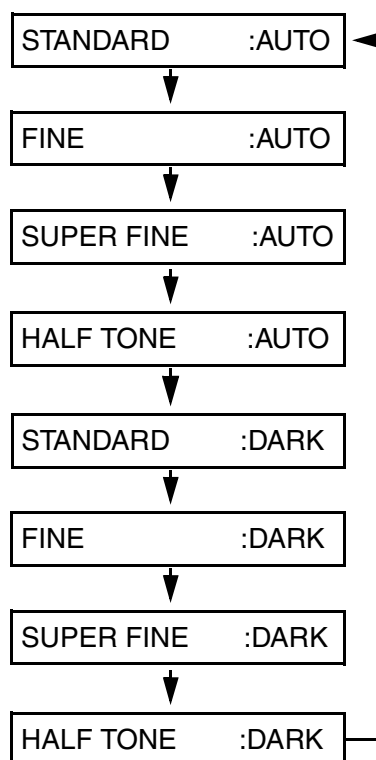 STANDARD :AUTO
FINE :AUTO
SUPER FINE :AUTO
HALF TONE :AUTO
STANDARD :DARK
FINE :DARK
SUPER FINE :DARK
HALF TONE :DARK